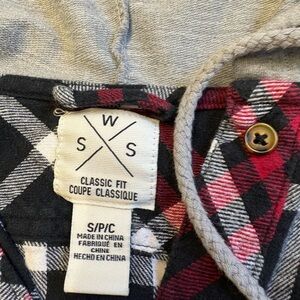 W
S S
CLASSIC FIT
COUPE CLASSIQUE
S/P/C
MADE IN CHINA
FABRIQUÉ EN
CHINE
HECHO EN CHINA